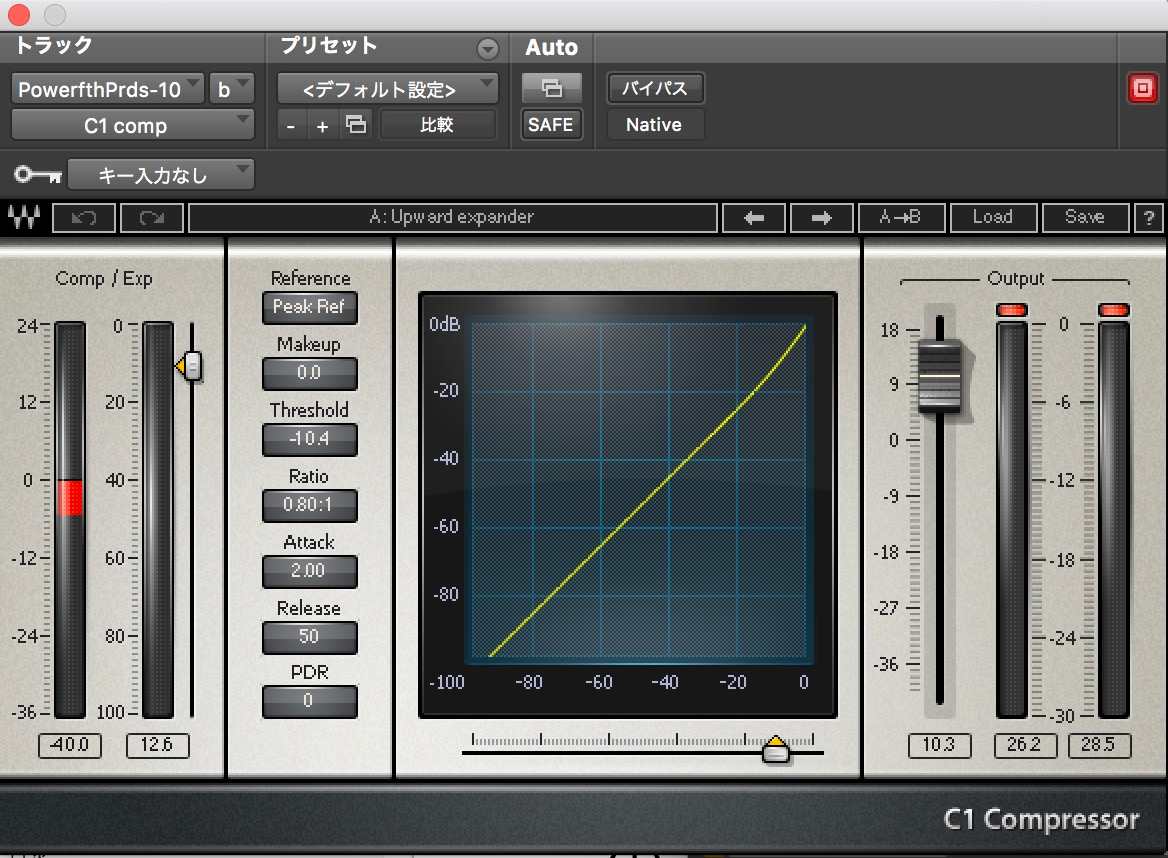 トラック
プリセット
Auto
PowerfthPrds-10
b
<デフォルト設定>
バイパス
C1 comp
-
+
比較
SAFE
Native
キー入力なし
A: Upward expander
A→B
Load
Save
?
Comp / Exp
24
12
0
-12
-24
-36
-40.0
0
20
40
60
80
100
12.6
Reference
Peak Ref
Makeup
0.0
Threshold
-10.4
Ratio
0.80:1
Attack
2.00
Release
50
PDR
0
0dB
-20
-40
-60
-80
-100
-80
-60
-40
-20
0
Output
18
9
0
-9
-18
-27
-36
10.3
0
-6
-12
-18
-24
-30
26.2
28.5
C1 Compressor